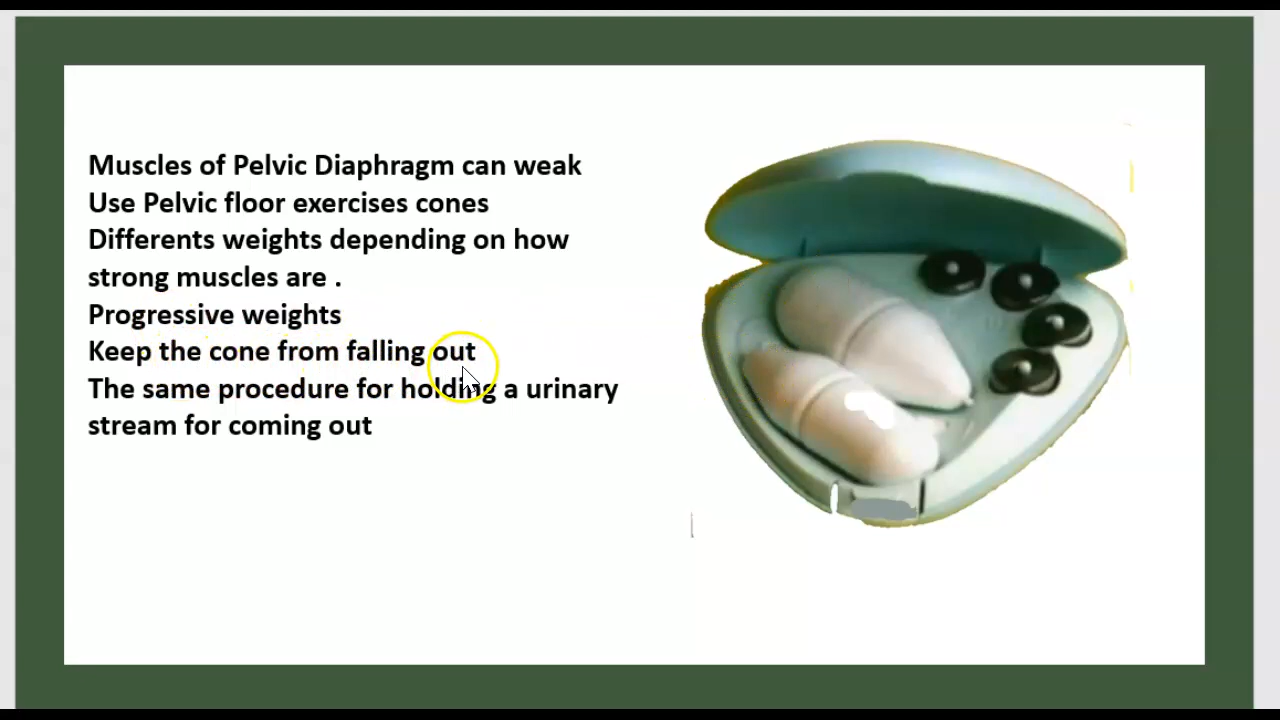 Muscles of Pelvic Diaphragm can weak
Use Pelvic floor exercises cones
Differents weights depending on how
strong muscles are .
Progressive weights
Keep the cone from falling out
The same procedure for holding a urinary
stream for coming out